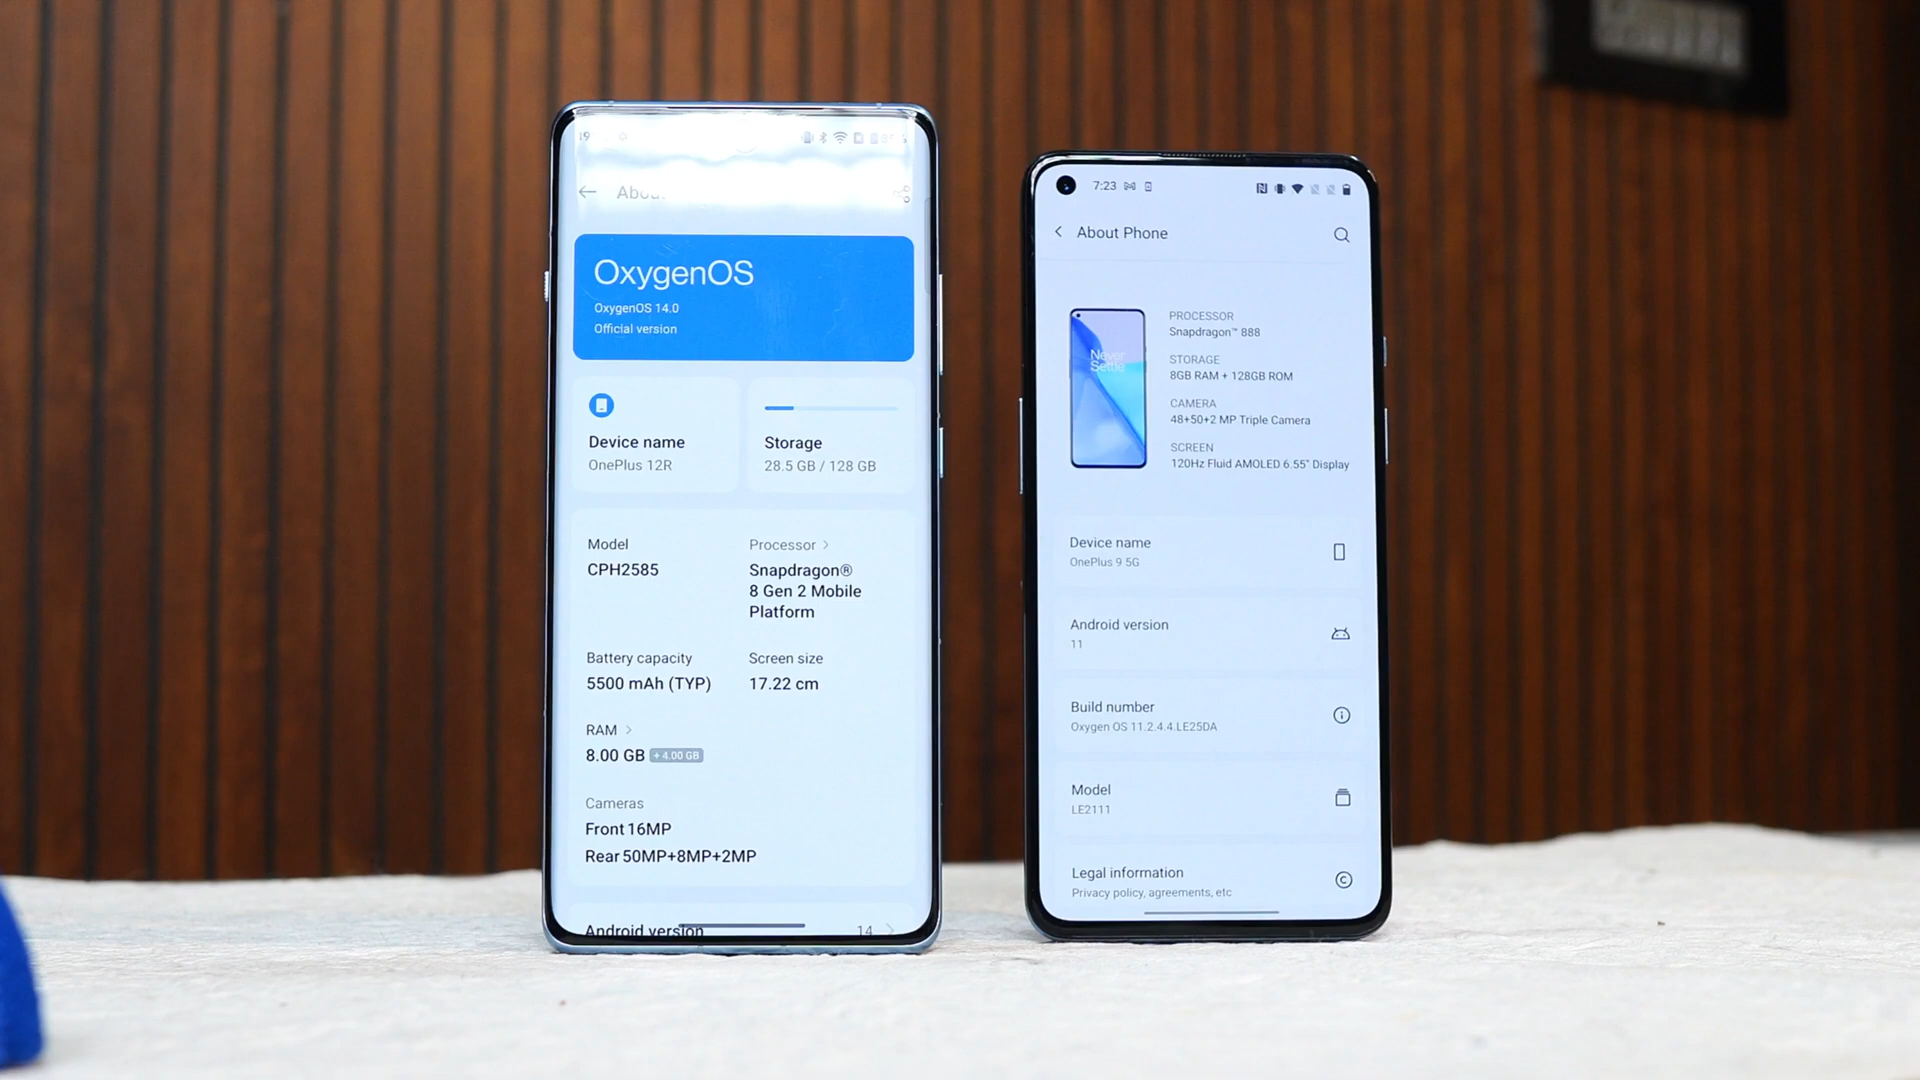 19
Abou
OxygenOS
OxygenOS 14.0
Official version
Device name
OnePlus 12R
Storage
28.5 GB / 128 GB
Model
CPH2585
Processor >
Snapdragon®
8 Gen 2 Mobile
Platform
Battery capacity
5500 mAh (TYP)
Screen size
17.22 cm
RAM >
8.00 GB + 4.00 GB
Cameras
Front 16MP
Rear 50MP+8MP+2MP
Android version 14 >
7:23
About Phone
Never
Settle
PROCESSOR
Snapdragon™ 888
STORAGE
8GB RAM + 128GB ROM
CAMERA
48+50+2 MP Triple Camera
SCREEN
120Hz Fluid AMOLED 6.55" Display
Device name
OnePlus 9 5G
Android version
11
Build number
Oxygen OS 11.2.4.4.LE25DA
Model
LE2111
Legal information
Privacy policy, agreements, etc